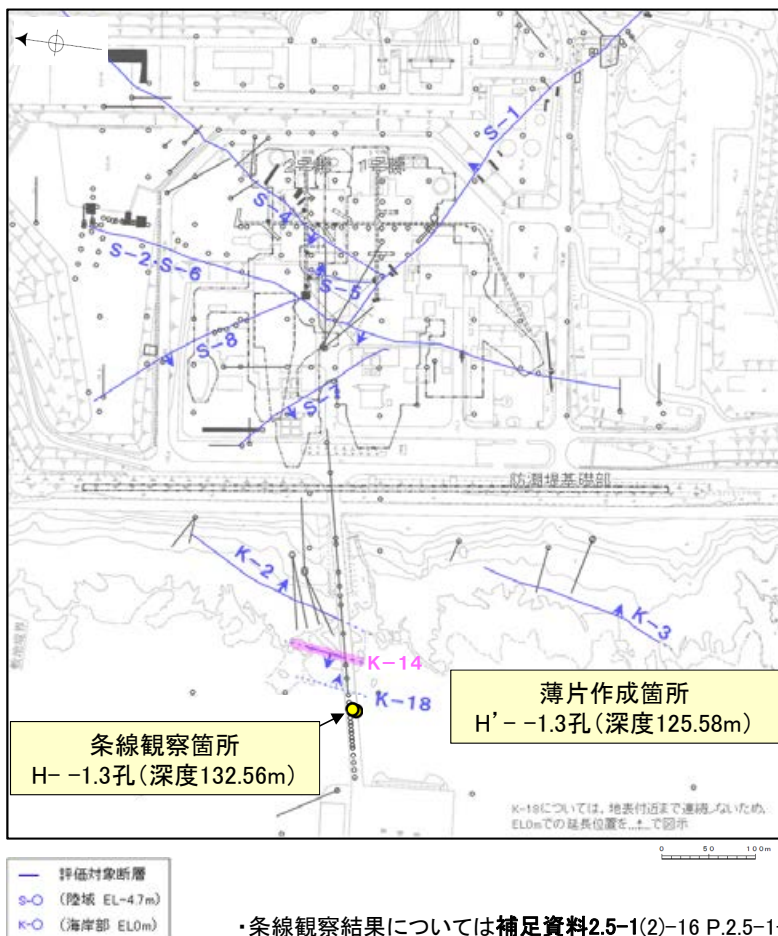 S-1
2号炉
1号炉
S-4
S-2・S-6
S-5
S-8
S-7
防潮堤基礎部
K-2
K-3
敷地境界
K-14
K-18
条線観察箇所
H- -1.3孔(深度132.56m)
薄片作成箇所
H’- -1.3孔(深度125.58m)
K-18については、地表付近まで連続しないため、
EL0mでの延長位置を…↑…で図示
0 50 100m
評価対象断層
S-○ (陸域 EL-4.7m)
K-○ (海岸部 EL0m)
・条線観察結果については補足資料2.5-1(2)-16 P.2.5-1-